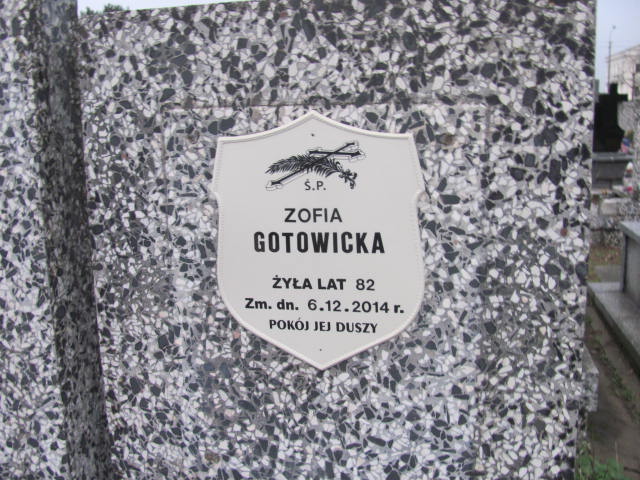 Ś.P.
ZOFIA
GOTOWICKA
ŻYŁA LAT 82
Zm. dn. 6.12.2014 r.
POKÓJ JEJ DUSZY